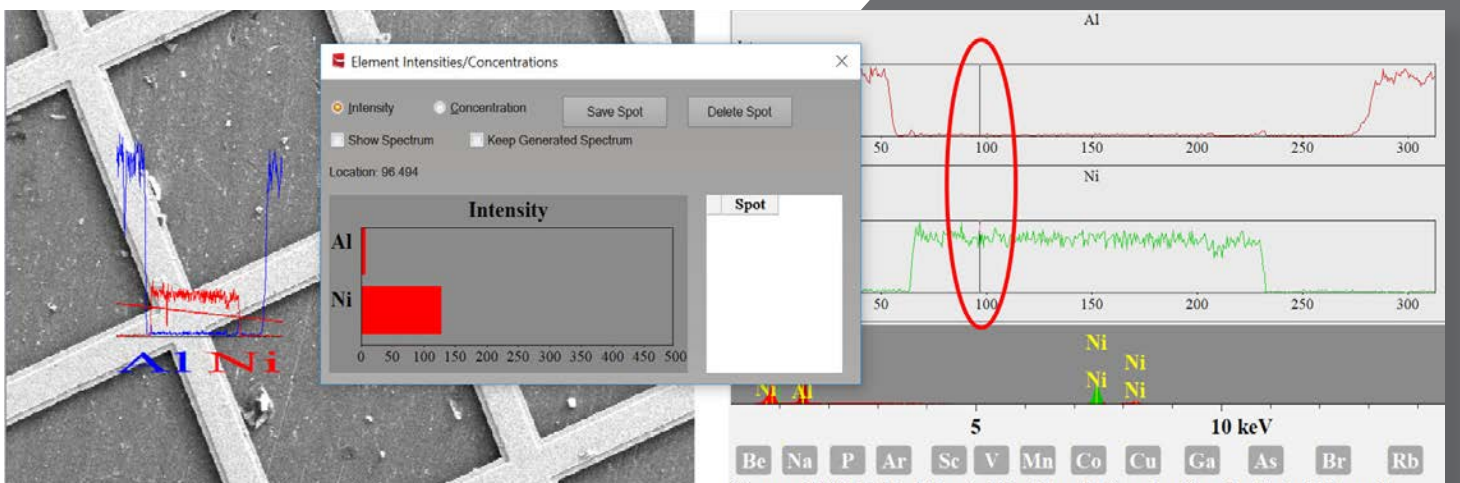 Al
Element Intensities/Concentrations
Intensity
Concentration
Save Spot
Delete Spot
Show Spectrum
Keep Generated Spectrum
Location: 96.494
Intensity
Al
Ni
0 50 100 150 200 250 300 350 400 450 500
Spot
50 100 150 200 250 300
Ni
50 100 150 200 250 300
Al Ni
Ni
Ni
Ni
Ni
Ni Al
5 10 keV
Be Na P Ar Sc V Mn Co Cu Ga As Br Rb